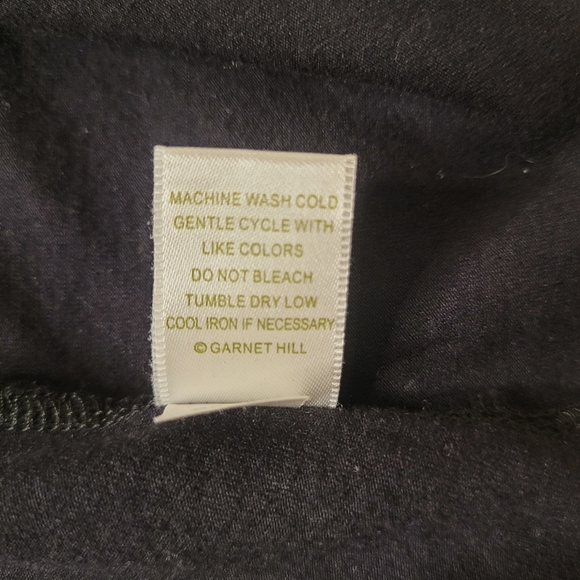 MACHINE WASH COLD
GENTLE CYCLE WITH
LIKE COLORS
DO NOT BLEACH
TUMBLE DRY LOW
COOL IRON IF NECESSARY
© GARNET HILL